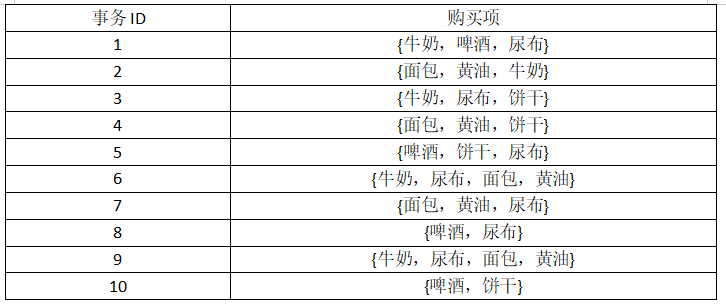 事务ID 购买项
1 {牛奶，啤酒，尿布}
2 {面包，黄油，牛奶}
3 {牛奶，尿布，饼干}
4 {面包，黄油，饼干}
5 {啤酒，饼干，尿布}
6 {牛奶，尿布，面包，黄油}
7 {面包，黄油，尿布}
8 {啤酒，尿布}
9 {牛奶，尿布，面包，黄油}
10 {啤酒，饼干}